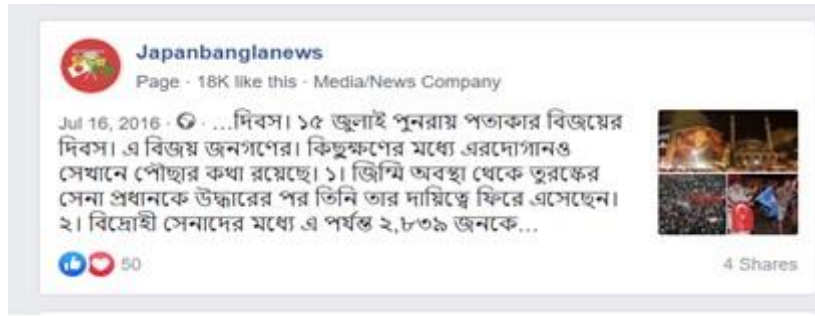 Japanbanglanews
Page · 18K like this · Media/News Company
Jul 16, 2016 · · ...দিবস। ১৫ জুলাই পুনরায় পতাকার বিজয়ের
দিবস। এ বিজয় জনগণের। কিছুক্ষণের মধ্যে এরদোগানও
সেখানে পৌছার কথা রয়েছে। ১। জিম্মি অবস্থা থেকে তুরস্কের
সেনা প্রধানকে উদ্ধারের পর তিনি তার দায়িত্বে ফিরে এসেছেন।
২। বিদ্রোহী সেনাদের মধ্যে এ পর্যন্ত ২,৮৩৯ জনকে...
50
4 Shares